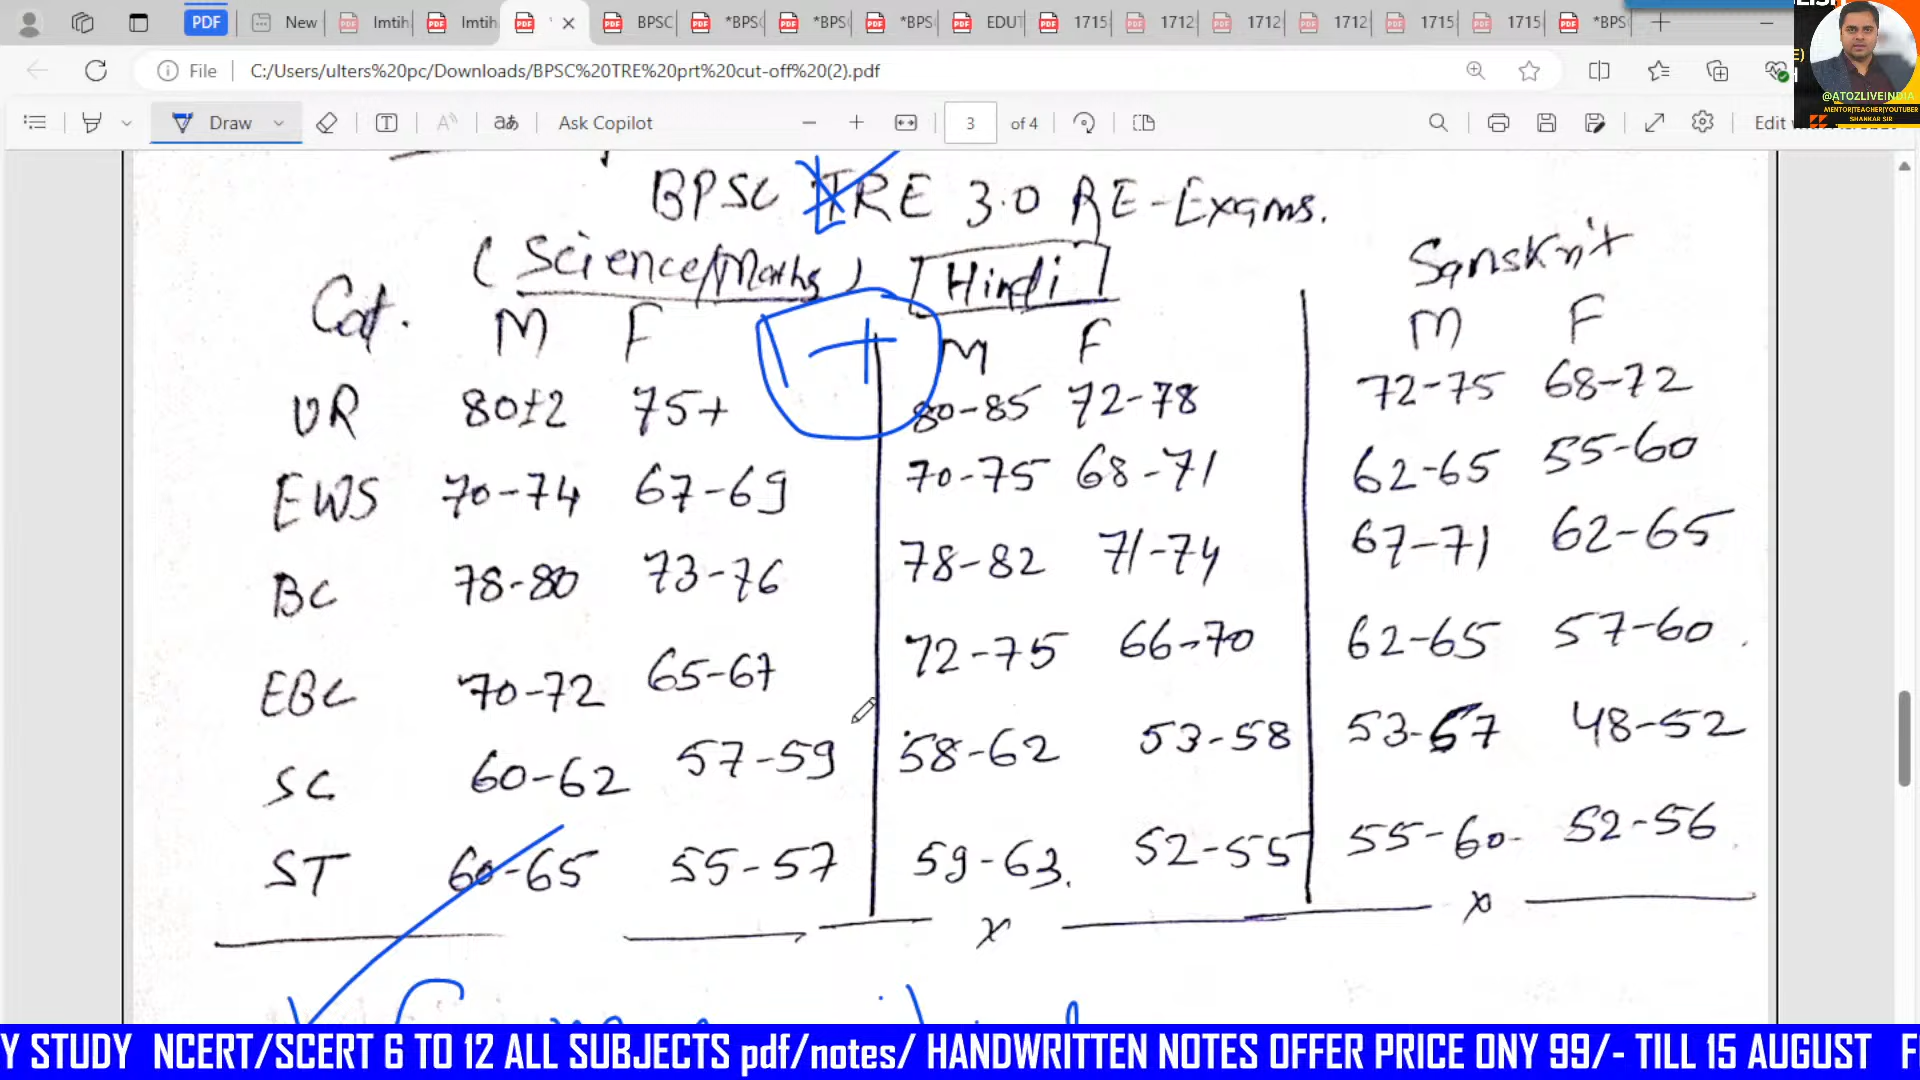 PDF New Imtih Imtih BPSC *BPSC *BPS *BPS EDUT 1715 1712 1712 1712 1715 1715 *BPS
File C:/Users/ulters%20pc/Downloads/BPSC%20TRE%20prt%20cut-off%20(2).pdf
Draw Ask Copilot 3 of 4
@ATOZLIVEINDIA
MENTOR|TEACHER|YOUTUBER
SHANKAR SIR
BPSC TRE 3.0 RE-Exams.
(Science/Maths) Hindi Sanskrit
Cat. M F M F M F
UR 80±2 75+ 80-85 72-78 72-75 68-72
EWS 70-74 67-69 70-75 68-71 62-65 55-60
BC 78-80 73-76 78-82 71-74 67-71 62-65
EBC 70-72 65-67 72-75 66-70 62-65 57-60
SC 60-62 57-59 58-62 53-58 53-57 48-52
ST 60-65 55-57 59-63. 52-55 55-60- 52-56
x x
Y STUDY NCERT/SCERT 6 TO 12 ALL SUBJECTS pdf/notes/ HANDWRITTEN NOTES OFFER PRICE ONY 99/- TILL 15 AUGUST F